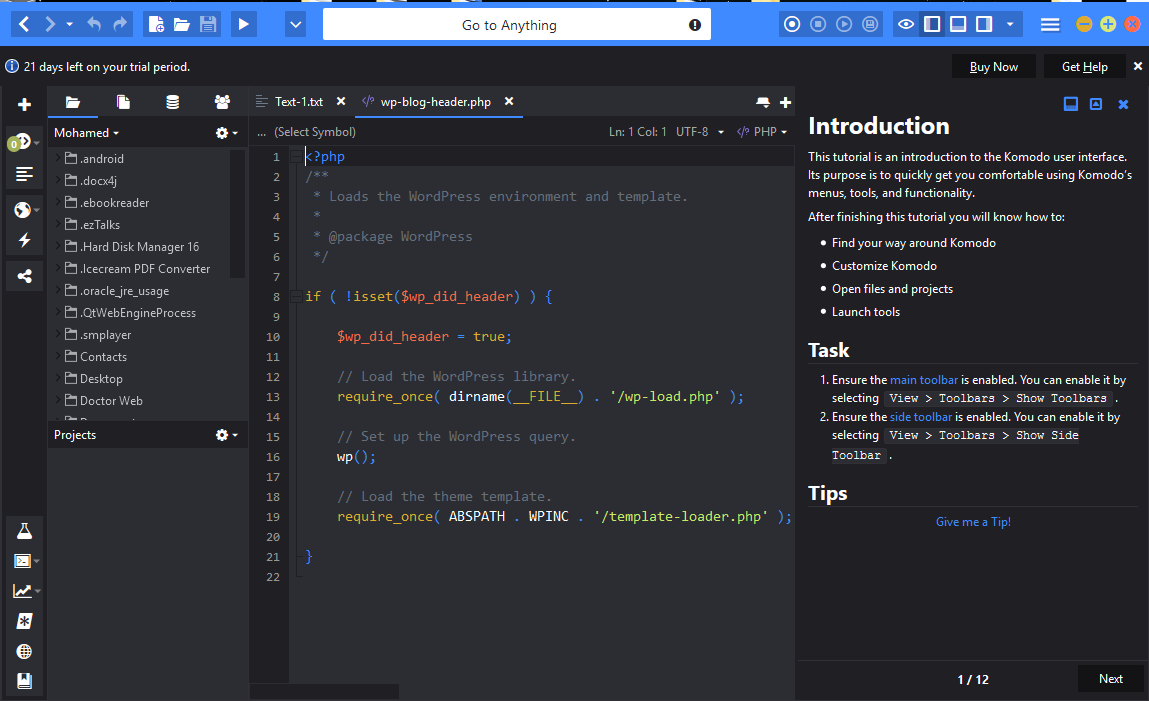 Go to Anything
21 days left on your trial period.
Buy Now
Get Help
Text-1.txt
wp-blog-header.php
Mohamed
... (Select Symbol)
Ln: 1 Col: 1
UTF-8
PHP
0
.android
.docx4j
.ebookreader
.ezTalks
.Hard Disk Manager 16
.Icecream PDF Converter
.oracle_jre_usage
.QtWebEngineProcess
.smplayer
Contacts
Desktop
Doctor Web
Projects
1 <?php
2 /**
3  * Loads the WordPress environment and template.
4  *
5  * @package WordPress
6  */
7
8 if ( !isset($wp_did_header) ) {
9
10     $wp_did_header = true;
11
12     // Load the WordPress library.
13     require_once( dirname(__FILE__) . '/wp-load.php' );
14
15     // Set up the WordPress query.
16     wp();
17
18     // Load the theme template.
19     require_once( ABSPATH . WPINC . '/template-loader.php' );
20
21 }
22
Introduction
This tutorial is an introduction to the Komodo user interface.
Its purpose is to quickly get you comfortable using Komodo's
menus, tools, and functionality.
After finishing this tutorial you will know how to:
• Find your way around Komodo
• Customize Komodo
• Open files and projects
• Launch tools
Task
1. Ensure the main toolbar is enabled. You can enable it by
selecting View > Toolbars > Show Toolbars .
2. Ensure the side toolbar is enabled. You can enable it by
selecting View > Toolbars > Show Side
Toolbar .
Tips
Give me a Tip!
1 / 12
Next